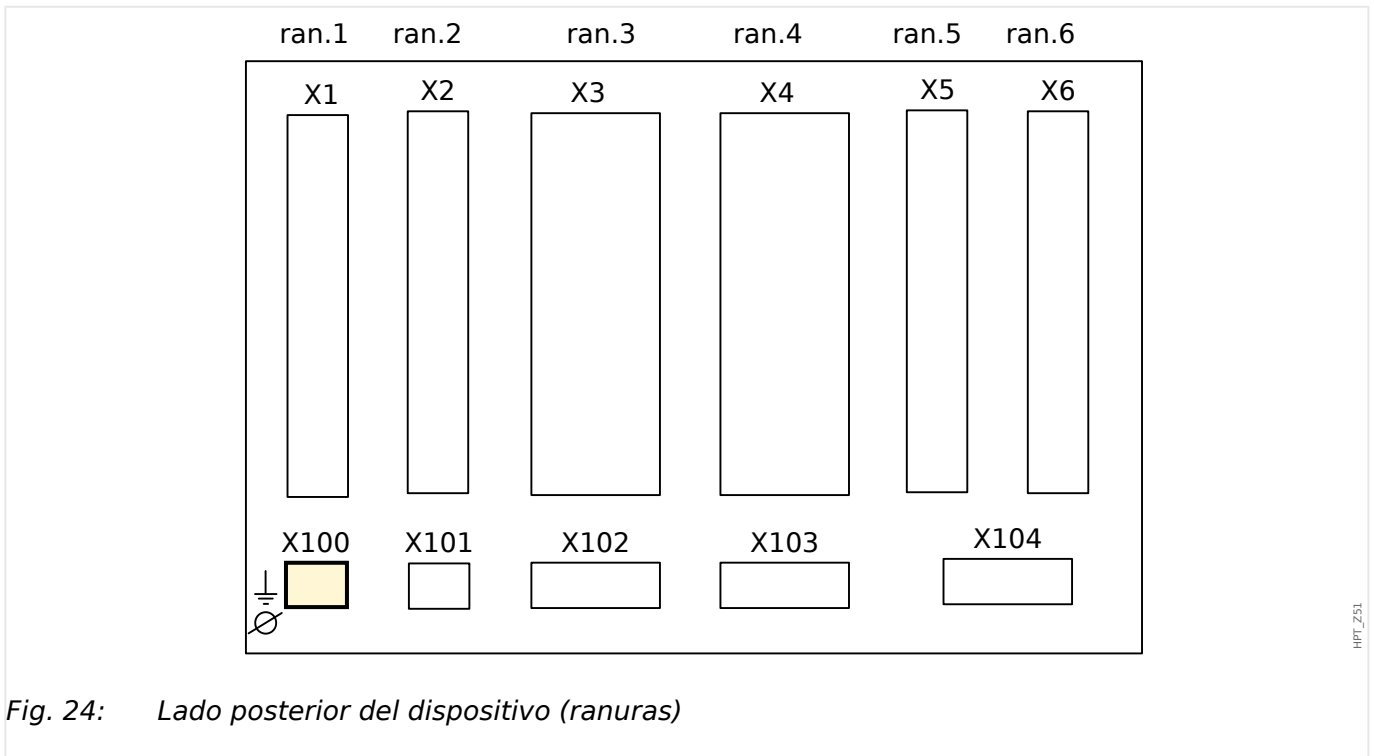 ran.1 ran.2 ran.3 ran.4 ran.5 ran.6
X1 X2 X3 X4 X5 X6
X100 X101 X102 X103 X104
HPT_Z51
Fig. 24: Lado posterior del dispositivo (ranuras)